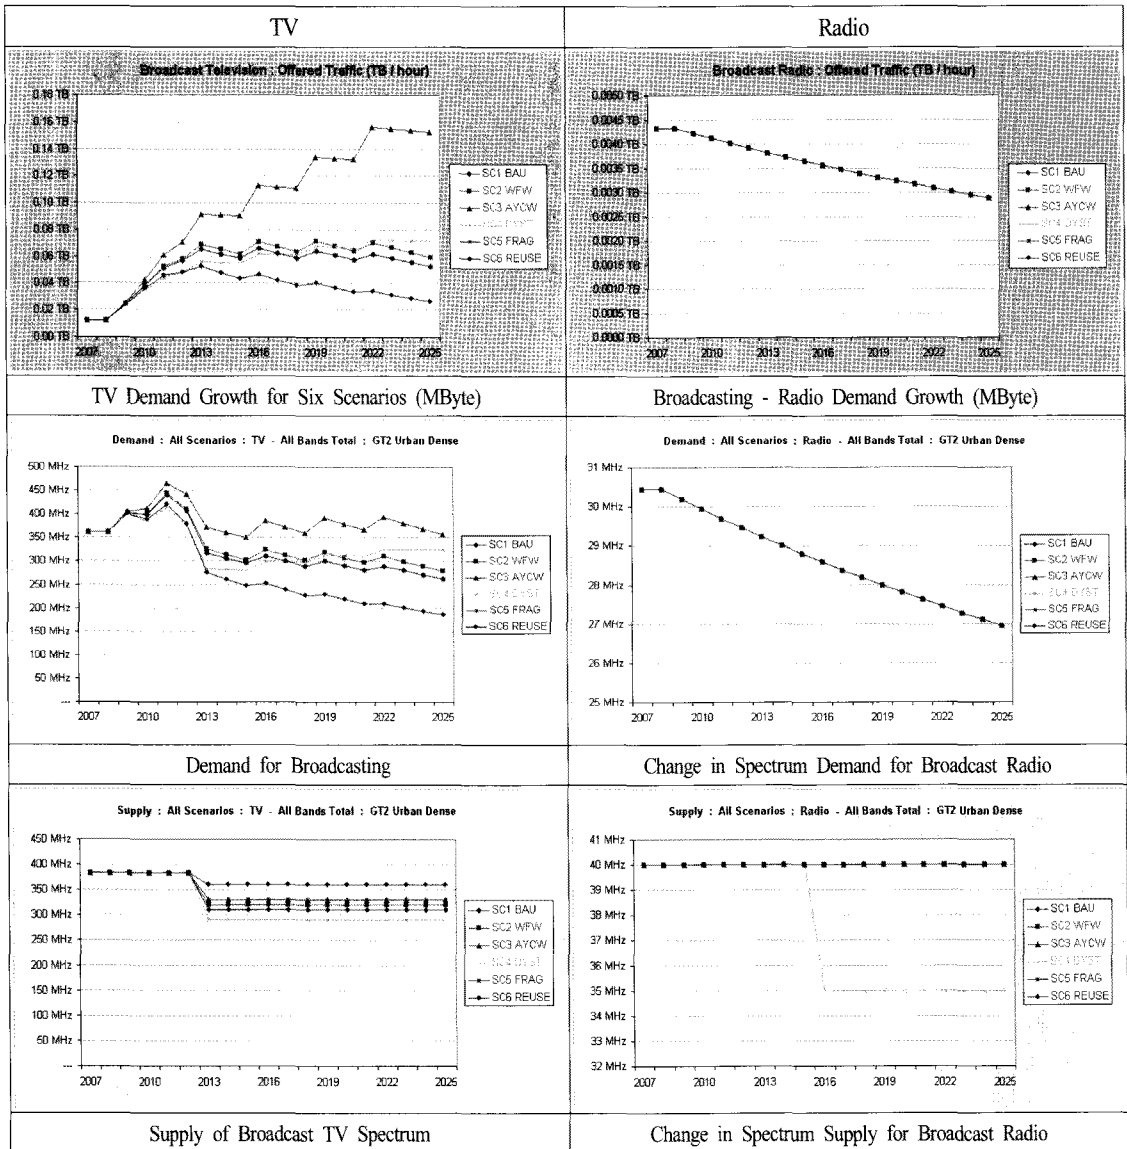 TV
Radio
Broadcast Television : Offered Traffic (TB / hour)
0.18 TB
0.16 TB
0.14 TB
0.12 TB
0.10 TB
0.08 TB
0.06 TB
0.04 TB
0.02 TB
0.00 TB
2007 2010 2013 2016 2019 2022 2025
SC1 BAU
SC2 WFW
SC3 AYCW
SC4 DYST
SC5 FRAG
SC6 REUSE
Broadcast Radio : Offered Traffic (TB / hour)
0.0050 TB
0.0045 TB
0.0040 TB
0.0035 TB
0.0030 TB
0.0025 TB
0.0020 TB
0.0015 TB
0.0010 TB
0.0005 TB
0.0000 TB
2007 2010 2013 2016 2019 2022 2025
SC1 BAU
SC2 WFW
SC3 AYCW
SC4 DYST
SC5 FRAG
SC6 REUSE
TV Demand Growth for Six Scenarios (MByte)
Broadcasting - Radio Demand Growth (MByte)
Demand : All Scenarios : TV - All Bands Total : GT2 Urban Dense
500 MHz
450 MHz
400 MHz
350 MHz
300 MHz
250 MHz
200 MHz
150 MHz
100 MHz
50 MHz
---
2007 2010 2013 2016 2019 2022 2025
SC1 BAU
SC2 WFW
SC3 AYCW
SC4 DYST
SC5 FRAG
SC6 REUSE
Demand : All Scenarios : Radio - All Bands Total : GT2 Urban Dense
31 MHz
30 MHz
29 MHz
28 MHz
27 MHz
26 MHz
25 MHz
2007 2010 2013 2016 2019 2022 2025
SC1 BAU
SC2 WFW
SC3 AYCW
SC4 DYST
SC5 FRAG
SC6 REUSE
Demand for Broadcasting
Change in Spectrum Demand for Broadcast Radio
Supply : All Scenarios : TV - All Bands Total : GT2 Urban Dense
450 MHz
400 MHz
350 MHz
300 MHz
250 MHz
200 MHz
150 MHz
100 MHz
50 MHz
---
2007 2010 2013 2016 2019 2022 2025
SC1 BAU
SC2 WFW
SC3 AYCW
SC4 DYST
SC5 FRAG
SC6 REUSE
Supply : All Scenarios : Radio - All Bands Total : GT2 Urban Dense
41 MHz
40 MHz
39 MHz
38 MHz
37 MHz
36 MHz
35 MHz
34 MHz
33 MHz
32 MHz
2007 2010 2013 2016 2019 2022 2025
SC1 BAU
SC2 WFW
SC3 AYCW
SC4 DYST
SC5 FRAG
SC6 REUSE
Supply of Broadcast TV Spectrum
Change in Spectrum Supply for Broadcast Radio